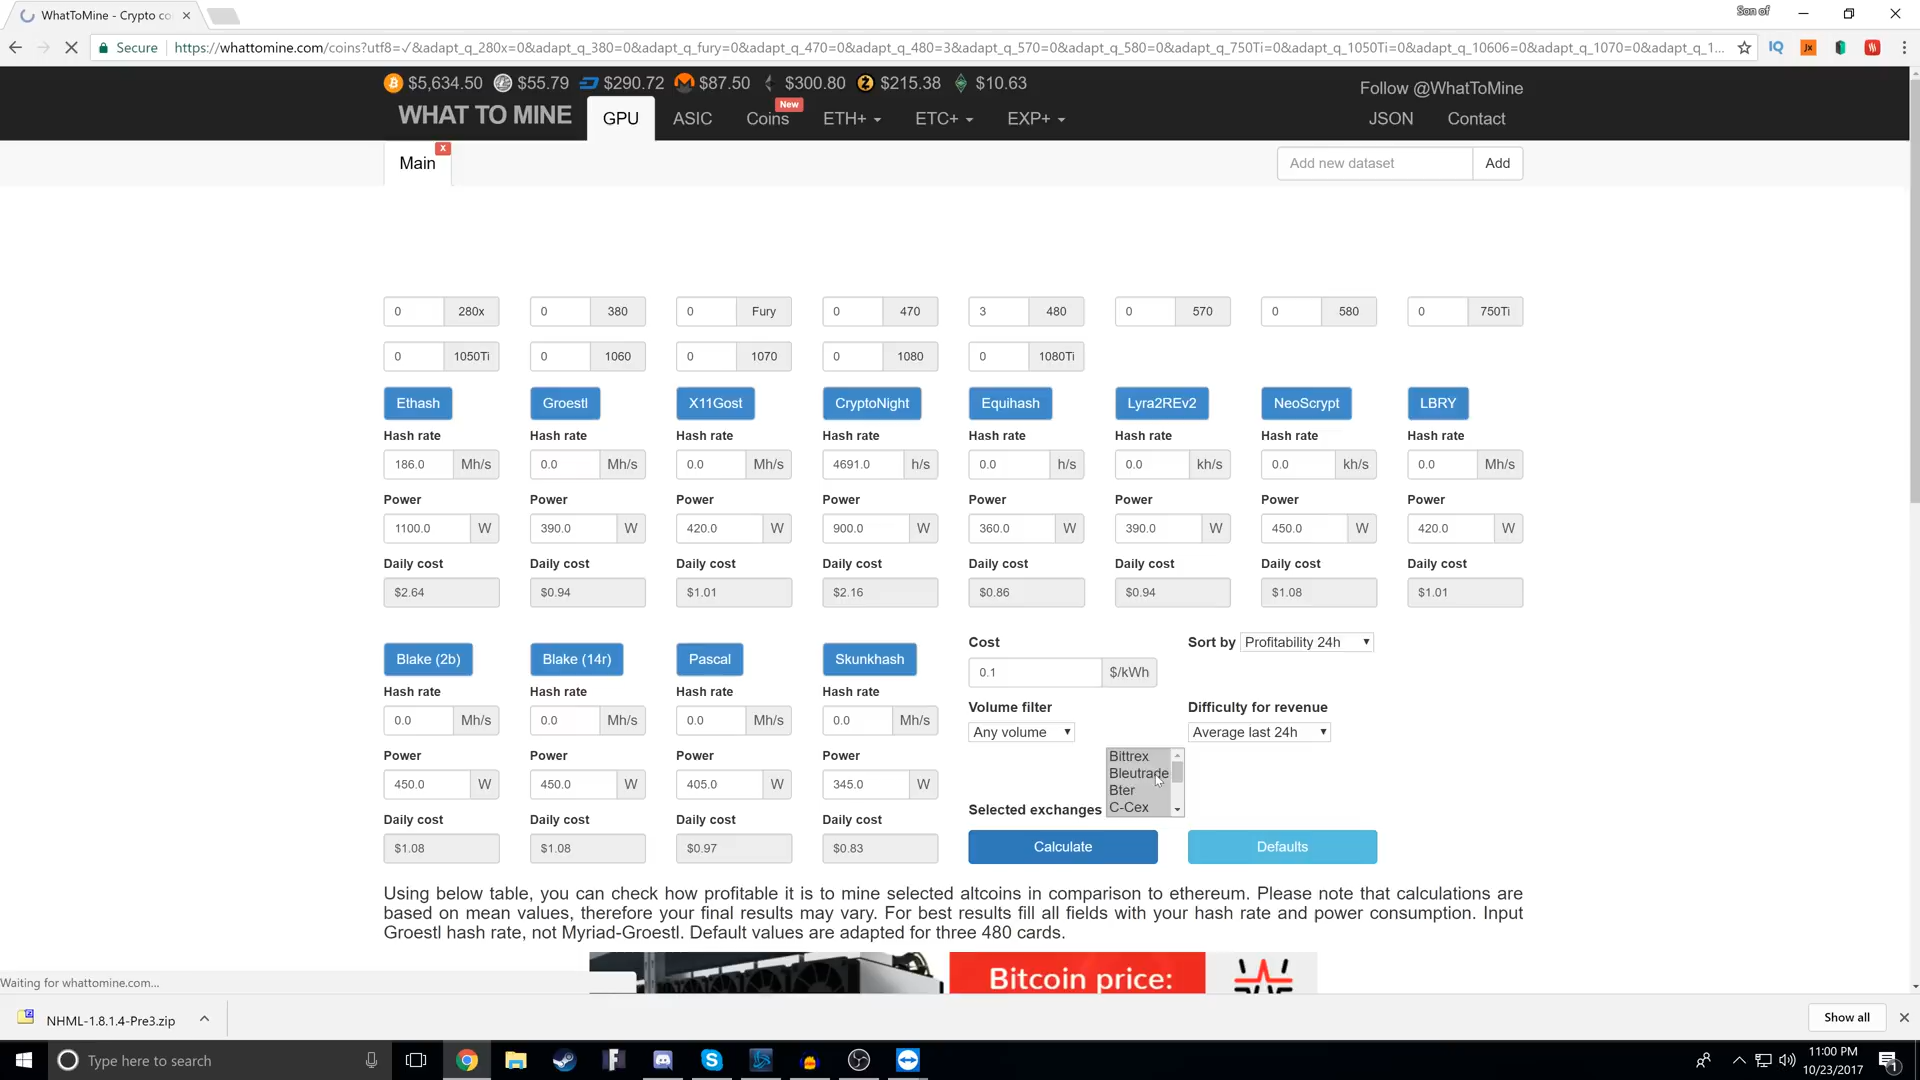 WhatToMine - Crypto co
Son of
Secure
https://whattomine.com/coins?utf8=✓&adapt_q_280x=0&adapt_q_380=0&adapt_q_fury=0&adapt_q_470=0&adapt_q_480=3&adapt_q_570=0&adapt_q_580=0&adapt_q_750Ti=0&adapt_q_1050Ti=0&adapt_q_10606=0&adapt_q_1070=0&adapt_q_1...
$5,634.50 $55.79 $290.72 $87.50 $300.80 $215.38 $10.63
Follow @WhatToMine
WHAT TO MINE GPU ASIC Coins New ETH+ ETC+ EXP+ JSON Contact
Main x Add new dataset Add
0 280x 0 380 0 Fury 0 470 3 480 0 570 0 580 0 750Ti
0 1050Ti 0 1060 0 1070 0 1080 0 1080Ti
Ethash Groestl X11Gost CryptoNight Equihash Lyra2REv2 NeoScrypt LBRY
Hash rate Hash rate Hash rate Hash rate Hash rate Hash rate Hash rate Hash rate
186.0 Mh/s 0.0 Mh/s 0.0 Mh/s 4691.0 h/s 0.0 h/s 0.0 kh/s 0.0 kh/s 0.0 Mh/s
Power Power Power Power Power Power Power Power
1100.0 W 390.0 W 420.0 W 900.0 W 360.0 W 390.0 W 450.0 W 420.0 W
Daily cost Daily cost Daily cost Daily cost Daily cost Daily cost Daily cost Daily cost
$2.64 $0.94 $1.01 $2.16 $0.86 $0.94 $1.08 $1.01
Blake (2b) Blake (14r) Pascal Skunkhash
Hash rate Hash rate Hash rate Hash rate
0.0 Mh/s 0.0 Mh/s 0.0 Mh/s 0.0 Mh/s
Power Power Power Power
450.0 W 450.0 W 405.0 W 345.0 W
Daily cost Daily cost Daily cost Daily cost
$1.08 $1.08 $0.97 $0.83
Cost
0.1 $/kWh
Sort by Profitability 24h
Volume filter
Any volume
Difficulty for revenue
Average last 24h
Selected exchanges
Bittrex
Bleutrade
Bter
C-Cex
Calculate Defaults
Using below table, you can check how profitable it is to mine selected altcoins in comparison to ethereum. Please note that calculations are
based on mean values, therefore your final results may vary. For best results fill all fields with your hash rate and power consumption. Input
Groestl hash rate, not Myriad-Groestl. Default values are adapted for three 480 cards.
Bitcoin price:
Waiting for whattomine.com...
NHML-1.8.1.4-Pre3.zip
Show all
Type here to search
11:00 PM
10/23/2017
1